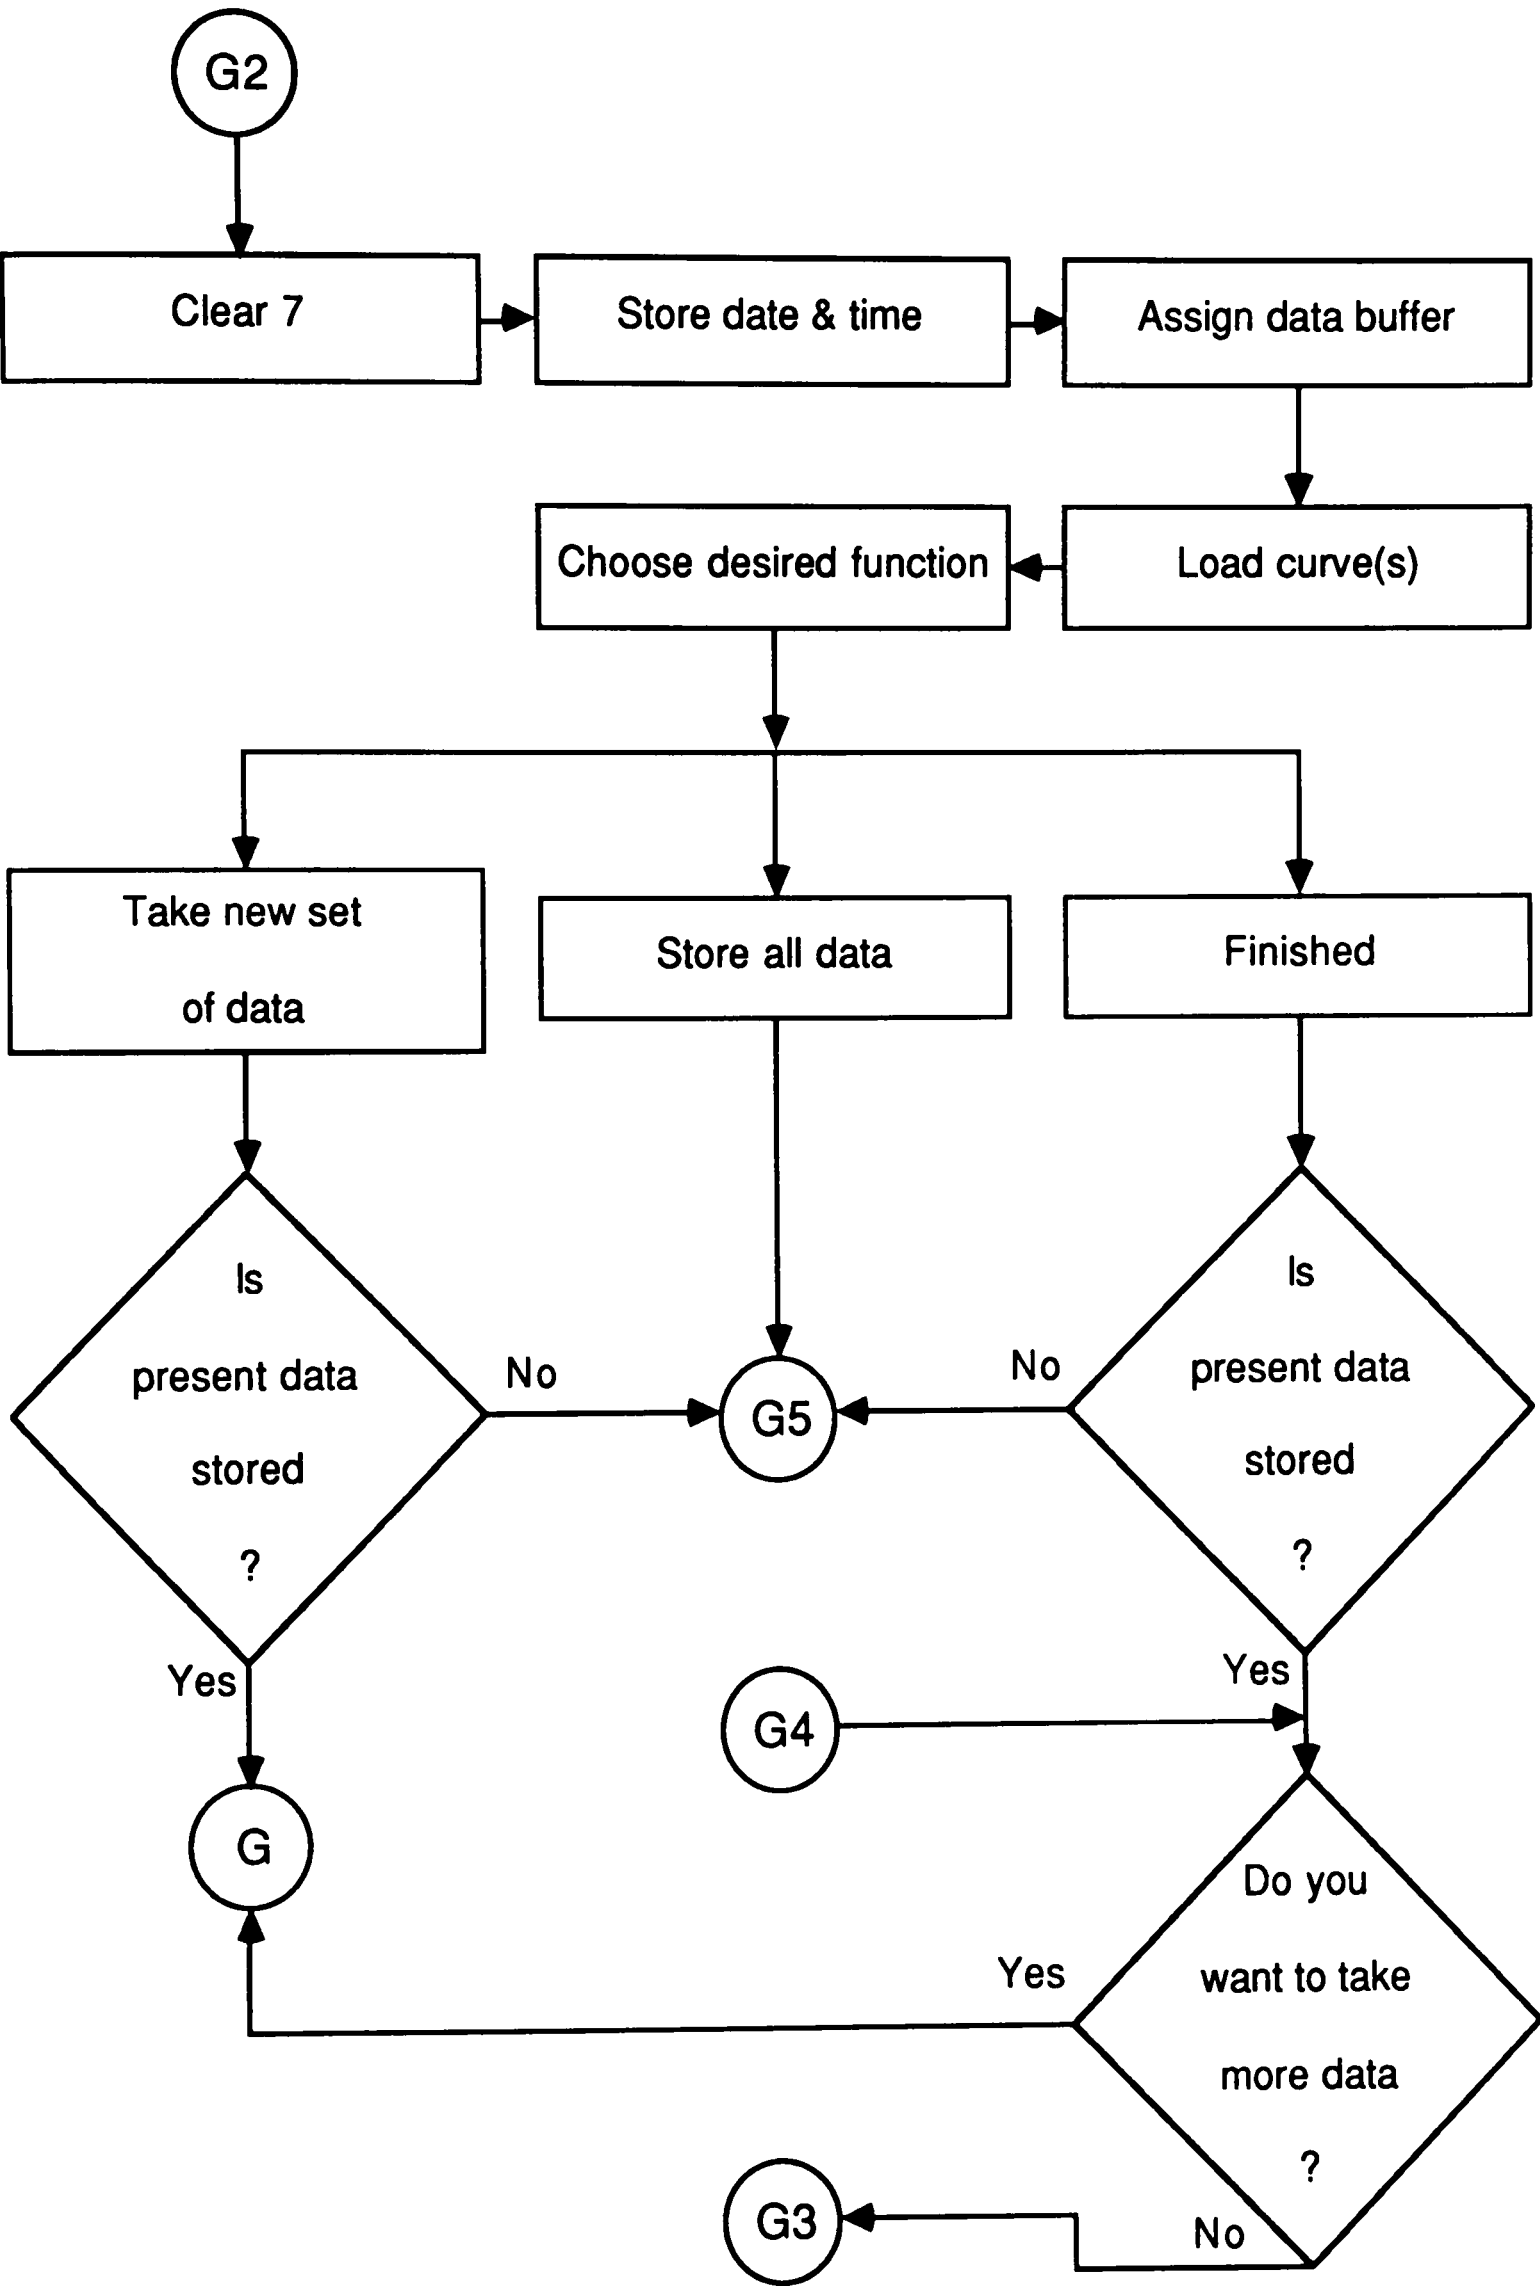 G2
Clear 7
Store date & time
Assign data buffer
Choose desired function
Load curve(s)
Take new set
of data
Store all data
Finished
Is
present data
stored
?
No
G5
No
Is
present data
stored
?
Yes
Yes
G4
G
Do you
want to take
more data
?
Yes
No
G3